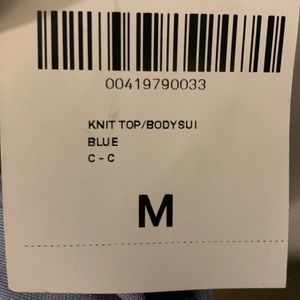 00419790033
KNIT TOP/BODYSUI
BLUE
C - C
M